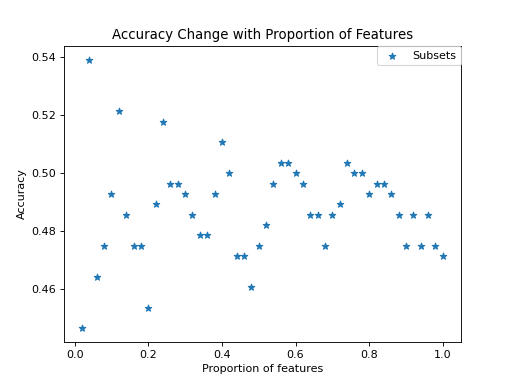 Accuracy Change with Proportion of Features
Subsets
0.54
0.52
0.50
0.48
0.46
Accuracy
0.0 0.2 0.4 0.6 0.8 1.0
Proportion of features